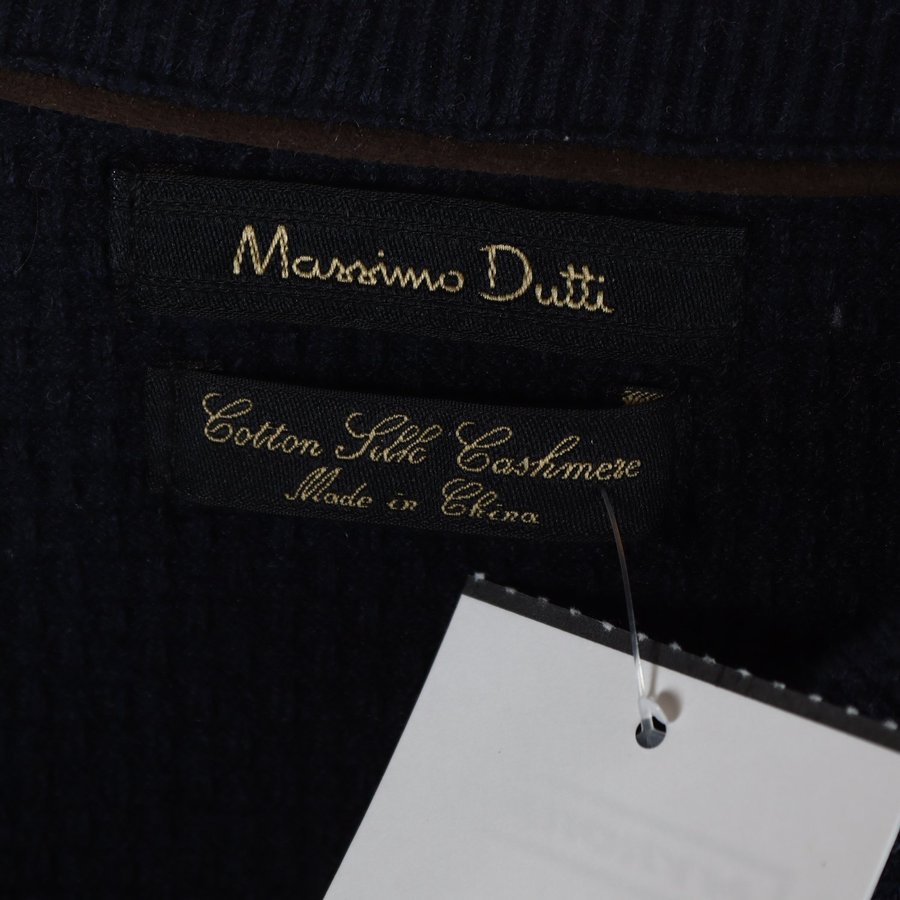 Massimo Dutti
Cotton Silk Cashmere
Made in China